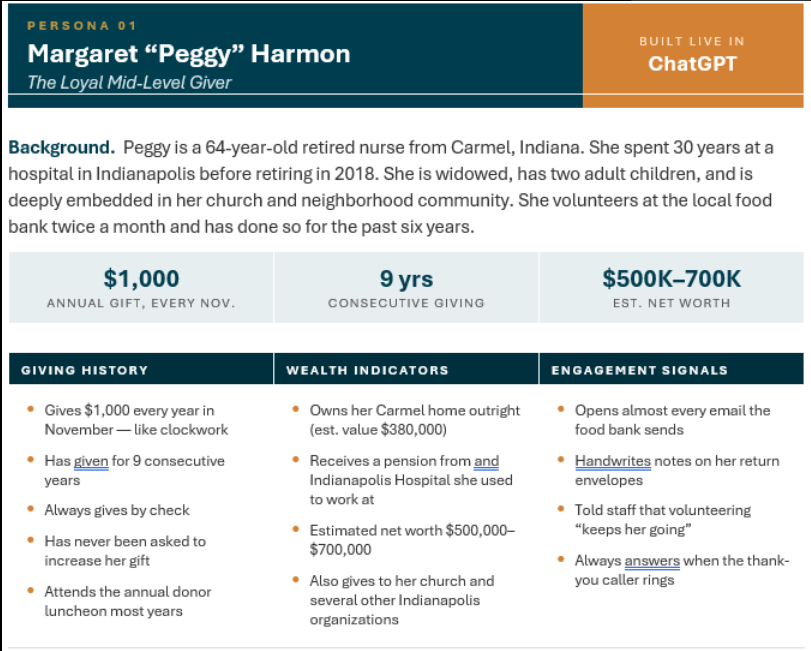 PERSONA 01
Margaret “Peggy” Harmon
The Loyal Mid-Level Giver
BUILT LIVE IN
ChatGPT
Background. Peggy is a 64-year-old retired nurse from Carmel, Indiana. She spent 30 years at a
hospital in Indianapolis before retiring in 2018. She is widowed, has two adult children, and is
deeply embedded in her church and neighborhood community. She volunteers at the local food
bank twice a month and has done so for the past six years.
$1,000
ANNUAL GIFT, EVERY NOV.
9 yrs
CONSECUTIVE GIVING
$500K–700K
EST. NET WORTH
GIVING HISTORY
• Gives $1,000 every year in
November — like clockwork
• Has given for 9 consecutive
years
• Always gives by check
• Has never been asked to
increase her gift
• Attends the annual donor
luncheon most years
WEALTH INDICATORS
• Owns her Carmel home outright
(est. value $380,000)
• Receives a pension from and
Indianapolis Hospital she used
to work at
• Estimated net worth $500,000–
$700,000
• Also gives to her church and
several other Indianapolis
organizations
ENGAGEMENT SIGNALS
• Opens almost every email the
food bank sends
• Handwrites notes on her return
envelopes
• Told staff that volunteering
“keeps her going”
• Always answers when the thank-
you caller rings